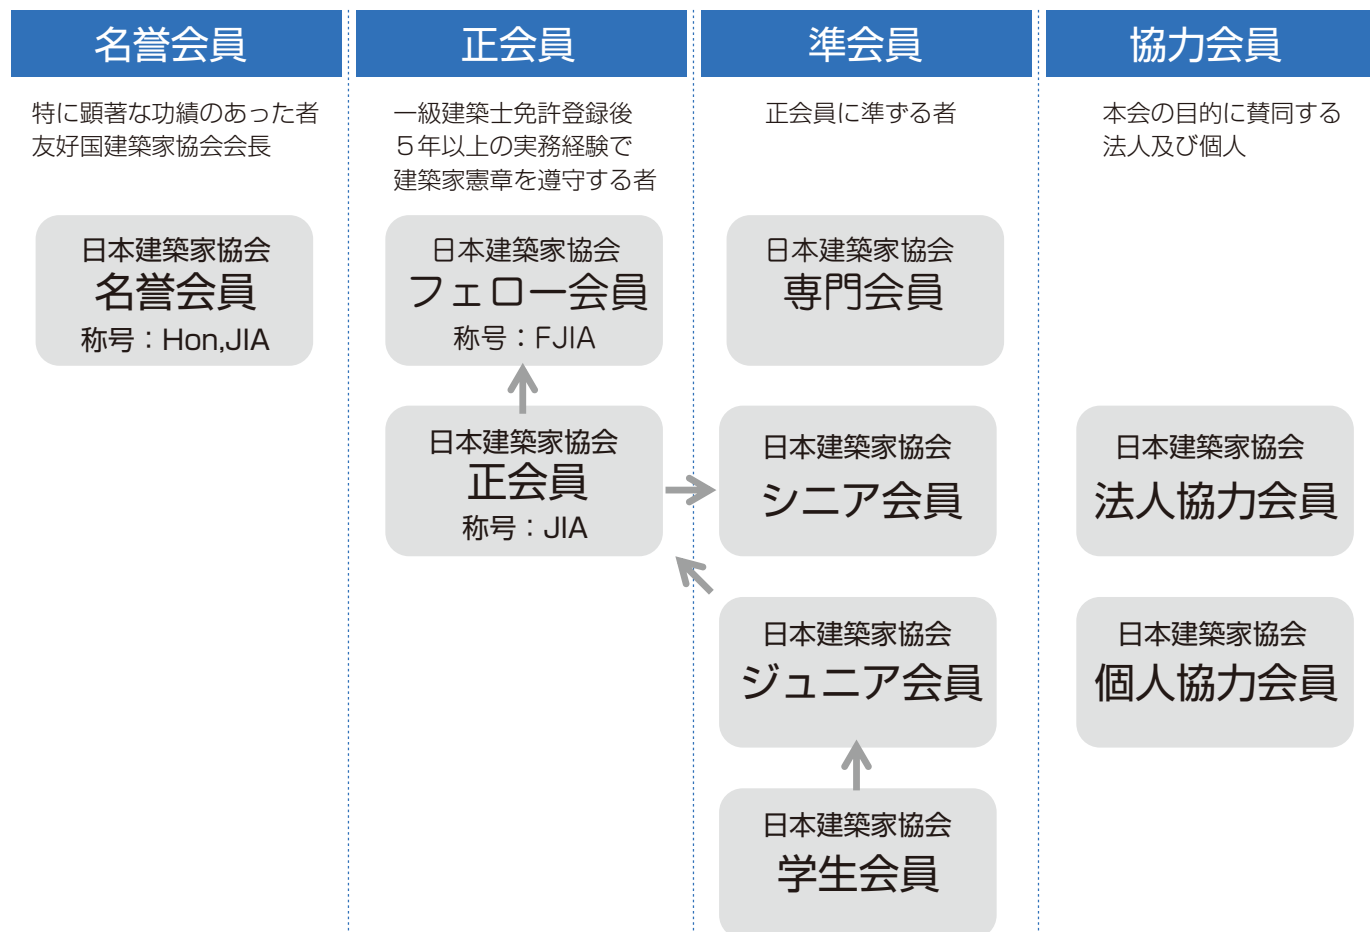 名誉会員
正会員
準会員
協力会員
特に顕著な功績のあった者
友好国建築家協会会長
一級建築士免許登録後
５年以上の実務経験で
建築家憲章を遵守する者
正会員に準ずる者
本会の目的に賛同する
法人及び個人
日本建築家協会
名誉会員
称号：Hon,JIA
日本建築家協会
フェロー会員
称号：FJIA
日本建築家協会
専門会員
日本建築家協会
正会員
称号：JIA
日本建築家協会
シニア会員
日本建築家協会
法人協力会員
日本建築家協会
ジュニア会員
日本建築家協会
個人協力会員
日本建築家協会
学生会員